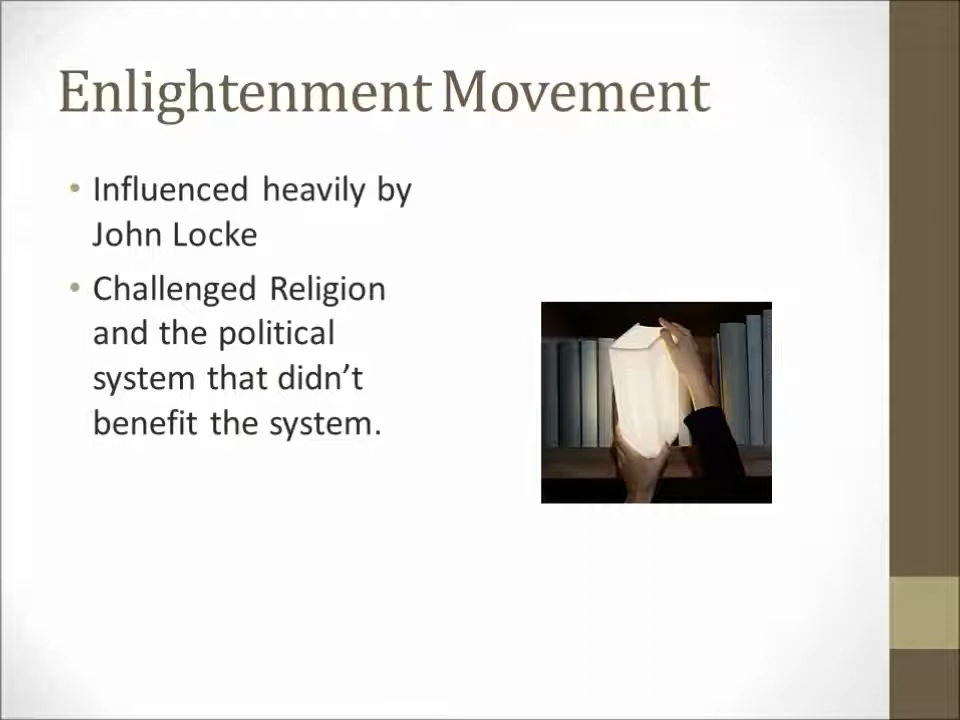 Enlightenment Movement
• Influenced heavily by
John Locke
• Challenged Religion
and the political
system that didn't
benefit the system.